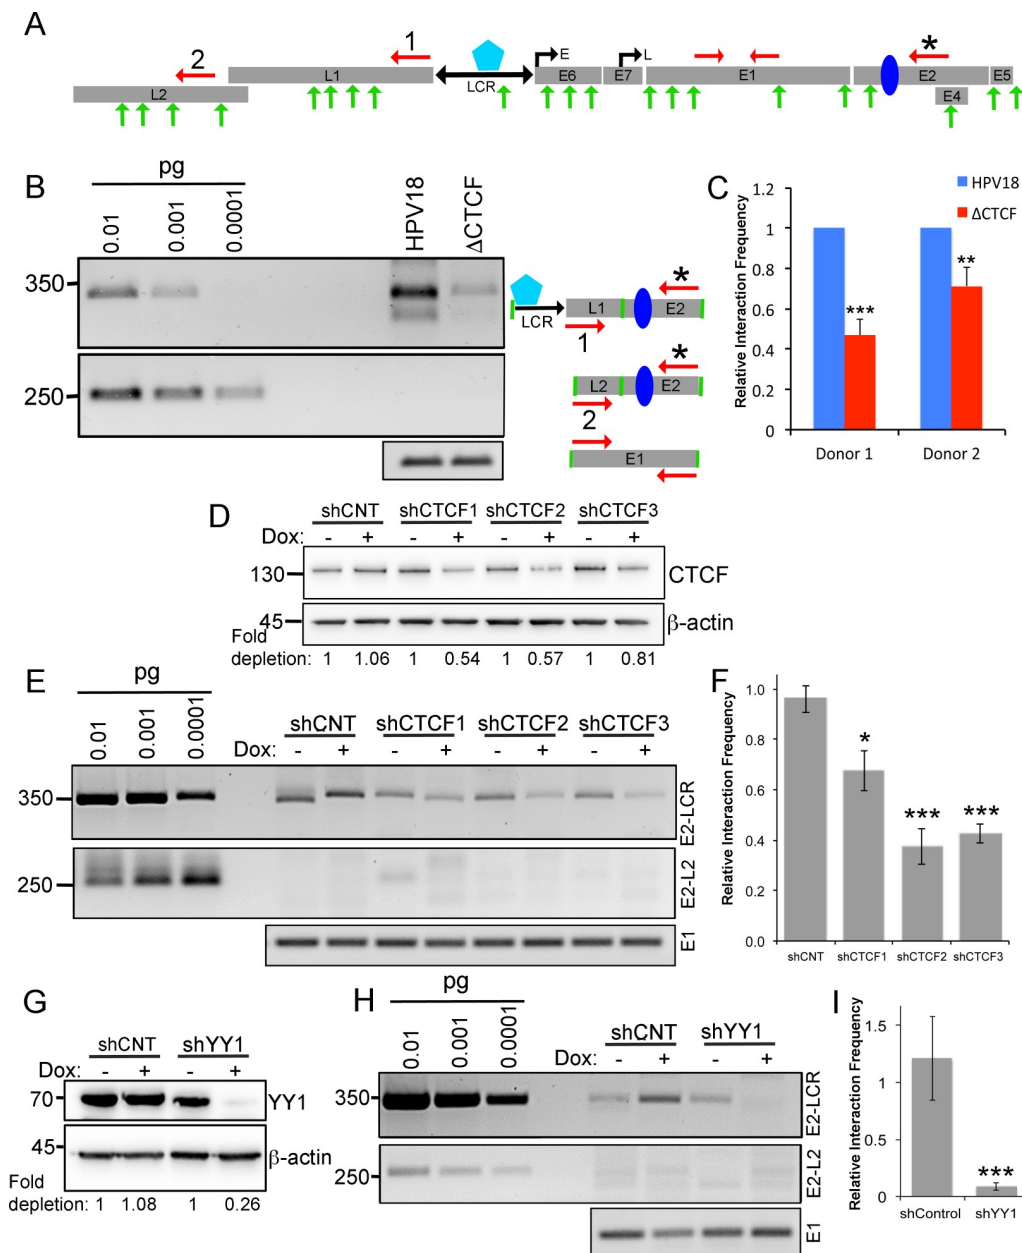 A
2
1
L2
L1
LCR
E
E6
L
E7
E1
*
E2
E5
E4
B
pg
0.01
0.001
0.0001
HPV18
ΔCTCF
350
250
LCR
L1
E2
*
1
L2
E2
*
2
E1
C
HPV18
ΔCTCF
Relative Interaction Frequency
1.2
1
0.8
0.6
0.4
0.2
0
***
**
Donor 1
Donor 2
D
shCNT shCTCF1 shCTCF2 shCTCF3
Dox: - + - + - + - +
130 CTCF
45 β-actin
Fold
depletion: 1 1.06 1 0.54 1 0.57 1 0.81
E
pg
0.01
0.001
0.0001
shCNT shCTCF1 shCTCF2 shCTCF3
Dox: - + - + - + - +
350
E2-LCR
250
E2-L2
E1
F
Relative Interaction Frequency
1.0
0.8
0.6
0.4
0.2
0.0
*
***
***
shCNT shCTCF1 shCTCF2 shCTCF3
G
shCNT shYY1
Dox: - + - +
70 YY1
45 β-actin
Fold
depletion: 1 1.08 1 0.26
H
pg
0.01
0.001
0.0001
shCNT shYY1
Dox: - + - +
350
E2-LCR
250
E2-L2
E1
I
Relative Interaction Frequency
1.5
1
0.5
0
***
shControl shYY1